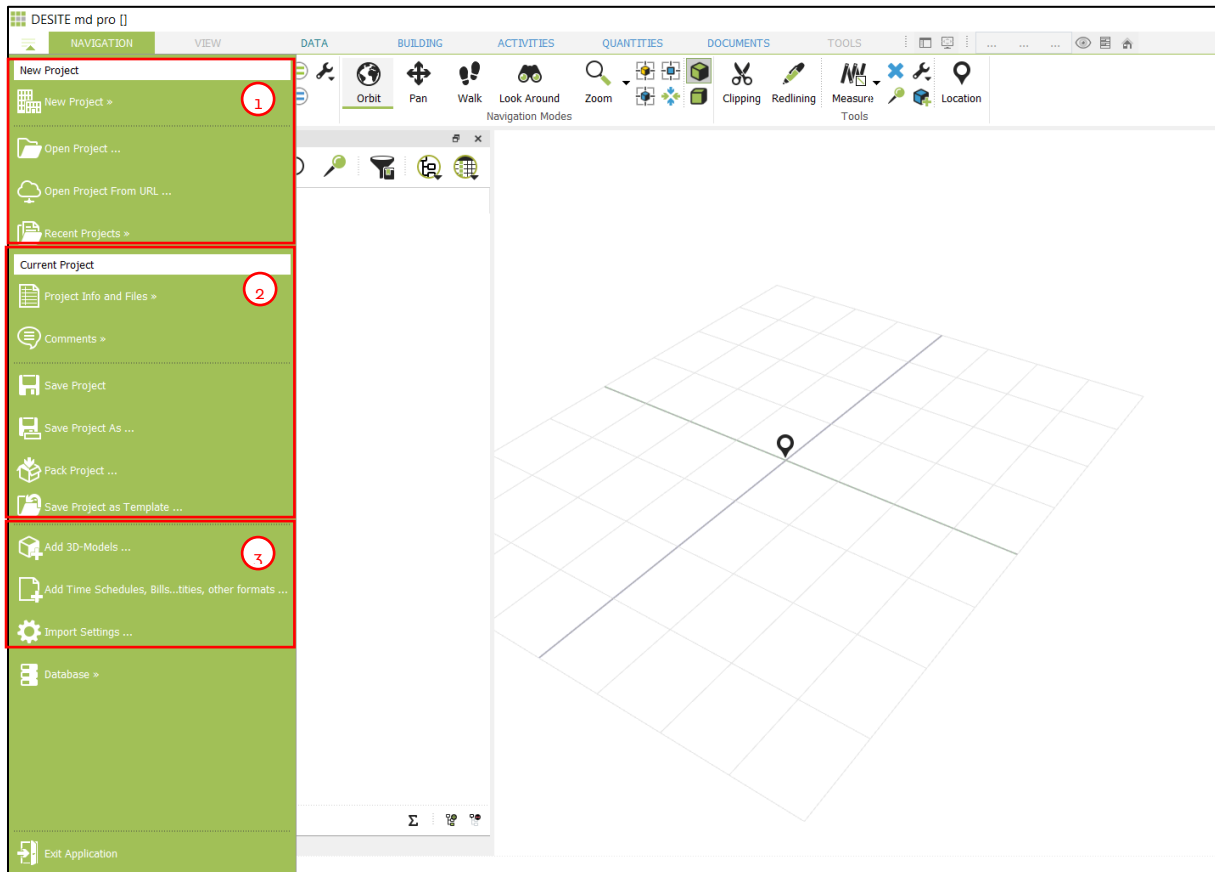 DESITE md pro []
NAVIGATION VIEW DATA BUILDING ACTIVITIES QUANTITIES DOCUMENTS TOOLS ... ... ...
New Project
New Project »
1
Open Project ...
Open Project From URL ...
Recent Projects »
Current Project
Project Info and Files »
2
Comments »
Save Project
Save Project As ...
Pack Project ...
Save Project as Template ...
Add 3D-Models ...
3
Add Time Schedules, Bills...tities, other formats ...
Import Settings ...
Database »
Exit Application
Orbit Pan Walk Look Around Zoom Clipping Redlining Measure Location
Navigation Modes Tools
Σ